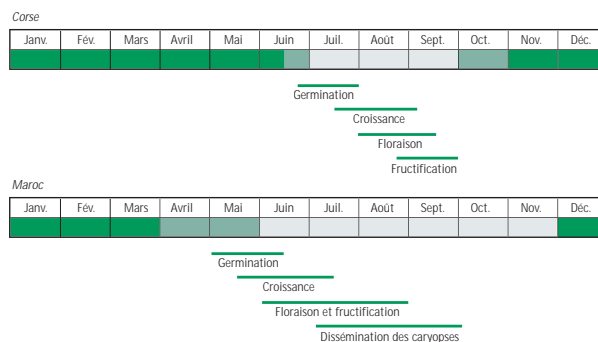 Corse
Janv. Fév. Mars Avril Mai Juin Juil. Août Sept. Oct. Nov. Déc.
Germination
Croissance
Floraison
Fructification
Maroc
Janv. Fév. Mars Avril Mai Juin Juil. Août Sept. Oct. Nov. Déc.
Germination
Croissance
Floraison et fructification
Dissémination des caryopses